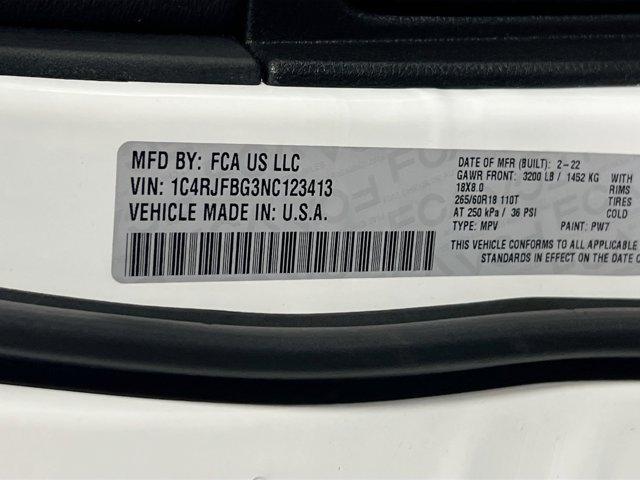 MFD BY: FCA US LLC
VIN: 1C4RJFBG3NC123413
VEHICLE MADE IN: U.S.A.
DATE OF MFR (BUILT): 2-22
GAWR FRONT: 3200 LB / 1452 KG WITH
18X8.0 RIMS
265/60R18 110T TIRES
AT 250 kPa / 36 PSI COLD
TYPE: MPV PAINT: PW7
THIS VEHICLE CONFORMS TO ALL APPLICABLE
STANDARDS IN EFFECT ON THE DATE O